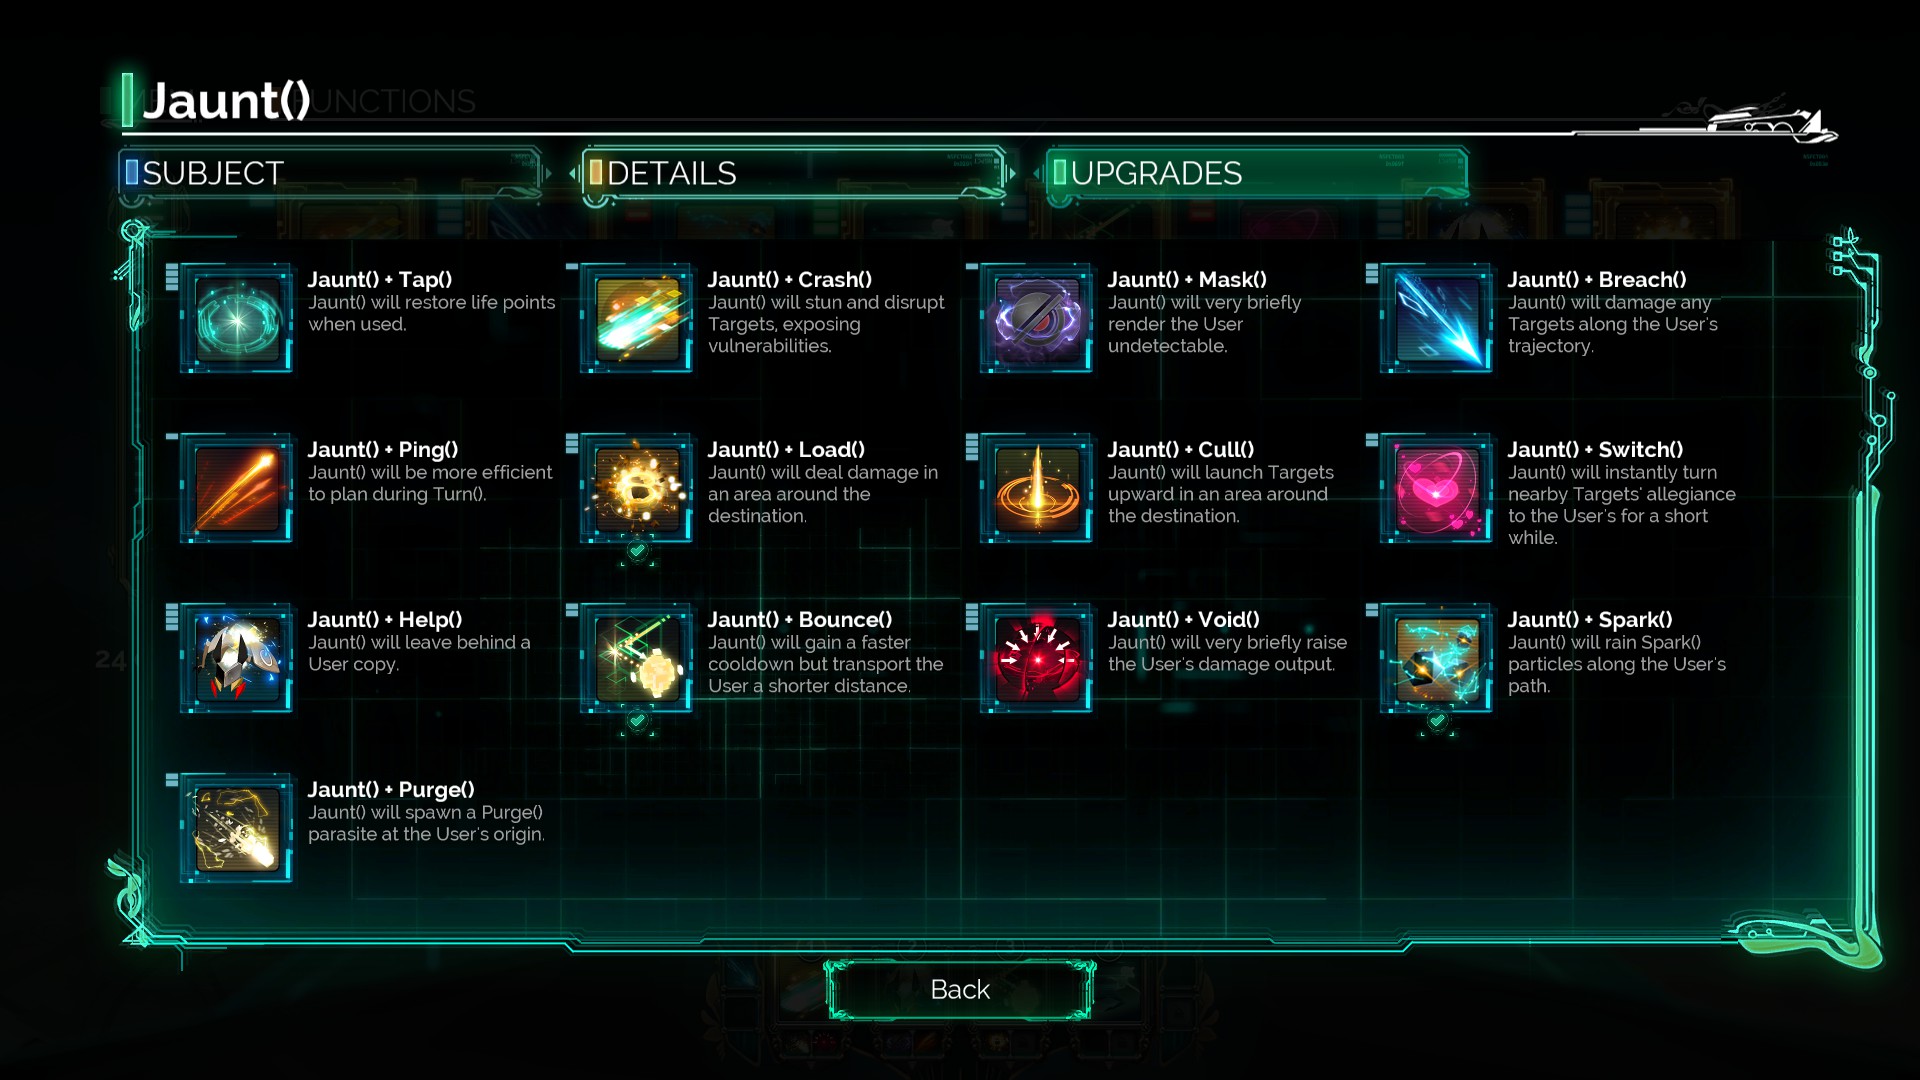 Jaunt()
UNCTIONS
SUBJECT
DETAILS
UPGRADES
Jaunt() + Tap()
Jaunt() will restore life points
when used.
Jaunt() + Crash()
Jaunt() will stun and disrupt
Targets, exposing
vulnerabilities.
Jaunt() + Mask()
Jaunt() will very briefly
render the User
undetectable.
Jaunt() + Breach()
Jaunt() will damage any
Targets along the User's
trajectory.
Jaunt() + Ping()
Jaunt() will be more efficient
to plan during Turn().
Jaunt() + Load()
Jaunt() will deal damage in
an area around the
destination.
Jaunt() + Cull()
Jaunt() will launch Targets
upward in an area around
the destination.
Jaunt() + Switch()
Jaunt() will instantly turn
nearby Targets' allegiance
to the User's for a short
while.
Jaunt() + Help()
Jaunt() will leave behind a
User copy.
Jaunt() + Bounce()
Jaunt() will gain a faster
cooldown but transport the
User a shorter distance.
Jaunt() + Void()
Jaunt() will very briefly raise
the User's damage output.
Jaunt() + Spark()
Jaunt() will rain Spark()
particles along the User's
path.
24
Jaunt() + Purge()
Jaunt() will spawn a Purge()
parasite at the User's origin.
Back